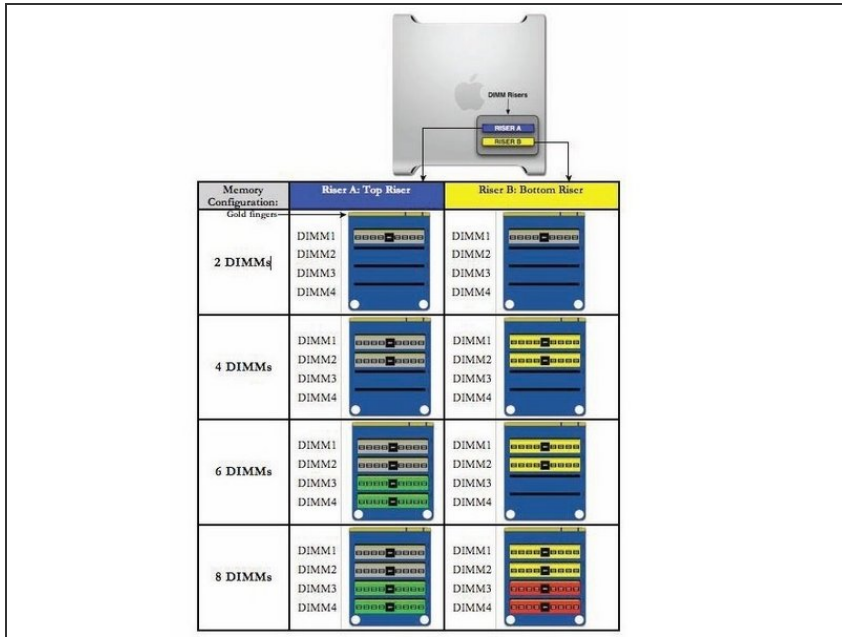 DIMM Risers
RISER A
RISER B
Memory
Configuration:
Riser A: Top Riser
Riser B: Bottom Riser
Gold fingers
2 DIMMs
DIMM1
DIMM2
DIMM3
DIMM4
DIMM1
DIMM2
DIMM3
DIMM4
4 DIMMs
DIMM1
DIMM2
DIMM3
DIMM4
DIMM1
DIMM2
DIMM3
DIMM4
6 DIMMs
DIMM1
DIMM2
DIMM3
DIMM4
DIMM1
DIMM2
DIMM3
DIMM4
8 DIMMs
DIMM1
DIMM2
DIMM3
DIMM4
DIMM1
DIMM2
DIMM3
DIMM4